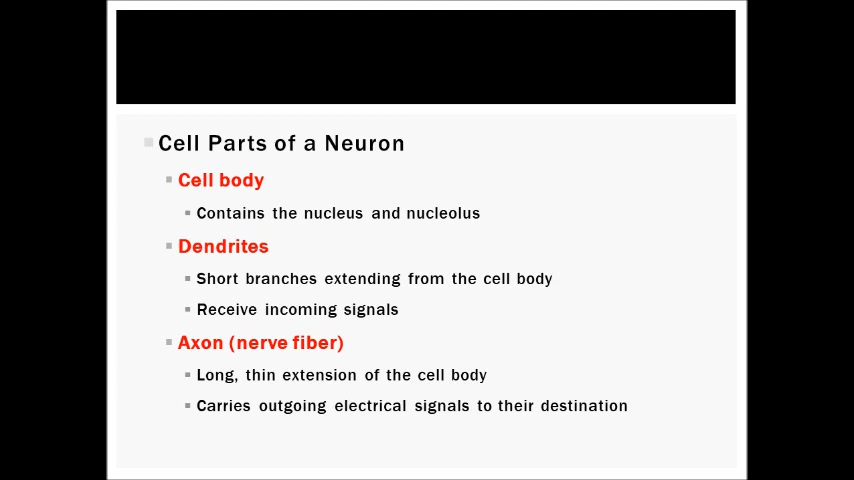 Cell Parts of a Neuron
Cell body
Contains the nucleus and nucleolus
Dendrites
Short branches extending from the cell body
Receive incoming signals
Axon (nerve fiber)
Long, thin extension of the cell body
Carries outgoing electrical signals to their destination